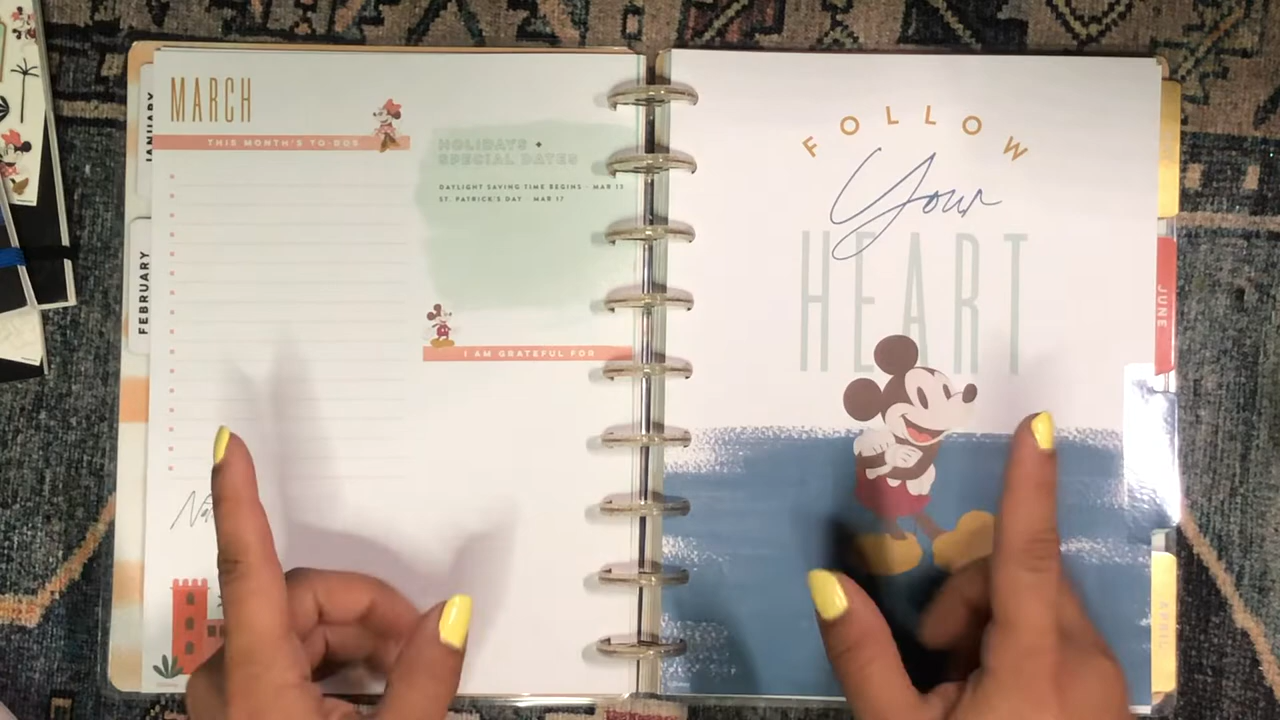 JANUARY
FEBRUARY
MARCH
THIS MONTH'S TO-DOS
HOLIDAYS +
SPECIAL DATES
DAYLIGHT SAVING TIME BEGINS · MAR 13
ST. PATRICK'S DAY · MAR 17
I AM GRATEFUL FOR
FOLLOW
Your
HEART
JUNE
APRIL